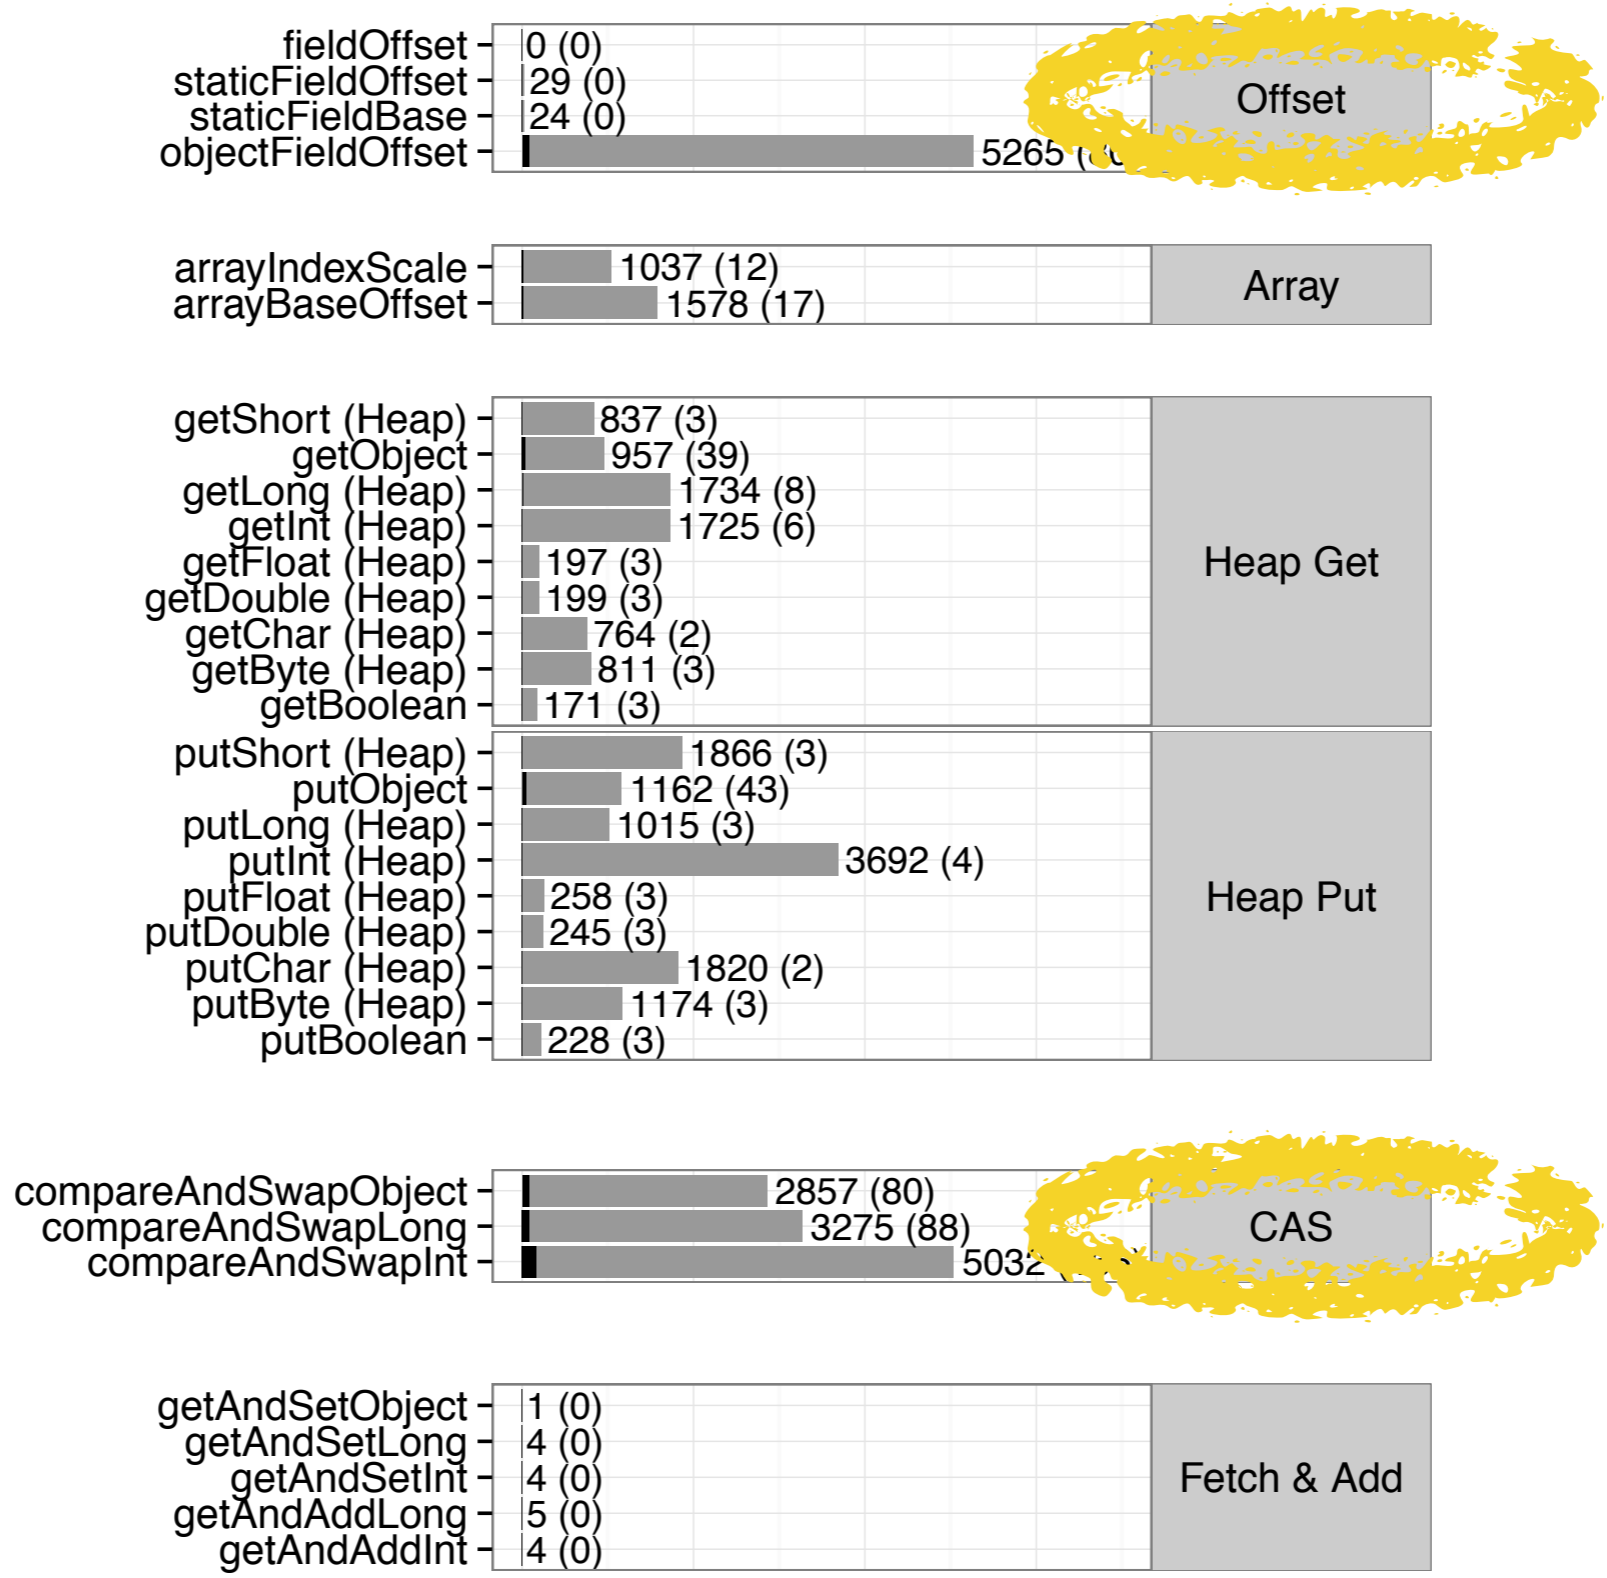 fieldOffset 0 (0)
staticFieldOffset 29 (0)
staticFieldBase 24 (0)
objectFieldOffset 5265
Offset
arrayIndexScale 1037 (12)
arrayBaseOffset 1578 (17)
Array
getShort (Heap) 837 (3)
getObject 957 (39)
getLong (Heap) 1734 (8)
getInt (Heap) 1725 (6)
getFloat (Heap) 197 (3)
getDouble (Heap) 199 (3)
getChar (Heap) 764 (2)
getByte (Heap) 811 (3)
getBoolean 171 (3)
Heap Get
putShort (Heap) 1866 (3)
putObject 1162 (43)
putLong (Heap) 1015 (3)
putInt (Heap) 3692 (4)
putFloat (Heap) 258 (3)
putDouble (Heap) 245 (3)
putChar (Heap) 1820 (2)
putByte (Heap) 1174 (3)
putBoolean 228 (3)
Heap Put
compareAndSwapObject 2857 (80)
compareAndSwapLong 3275 (88)
compareAndSwapInt 5032
CAS
getAndSetObject 1 (0)
getAndSetLong 4 (0)
getAndSetInt 4 (0)
getAndAddLong 5 (0)
getAndAddInt 4 (0)
Fetch & Add